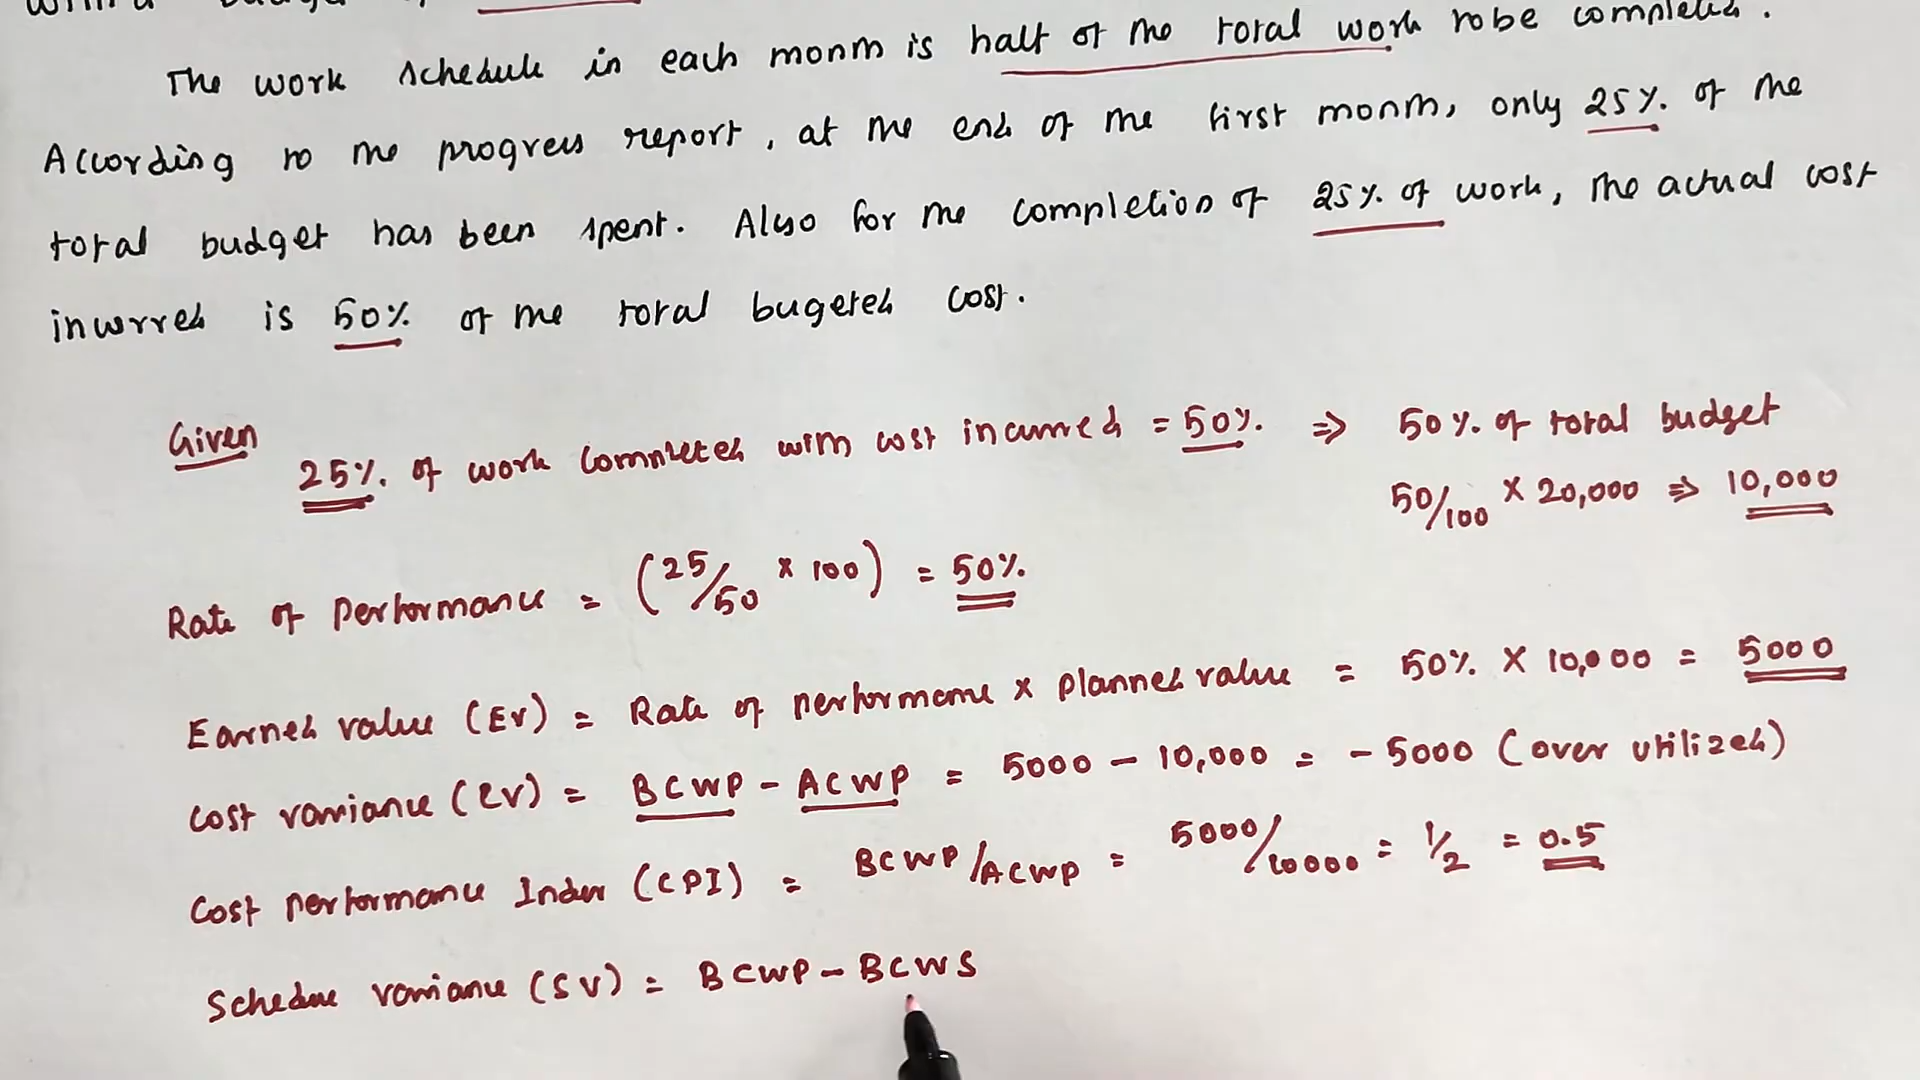 The work schedule in each month is half of the total work to be completed.
According to the progress report, at the end of the first month, only 25% of the
total budget has been spent. Also for the completion of 25% of work, the actual cost
incurred is 50% of the total bugeted cost.
Given
25% of work completed with cost incurred = 50% ⇒ 50% of total budget
50/100 × 20,000 ⇒ 10,000
Rate of performance = (25/50 × 100) = 50%
Earned value (EV) = Rate of performance × planned value = 50% × 10,000 = 5000
Cost variance (CV) = BCWP - ACWP = 5000 - 10,000 = -5000 (over utilized)
Cost performance Index (CPI) = BCWP/ACWP = 5000/10000 = 1/2 = 0.5
Schedue variance (SV) = BCWP - BCWS